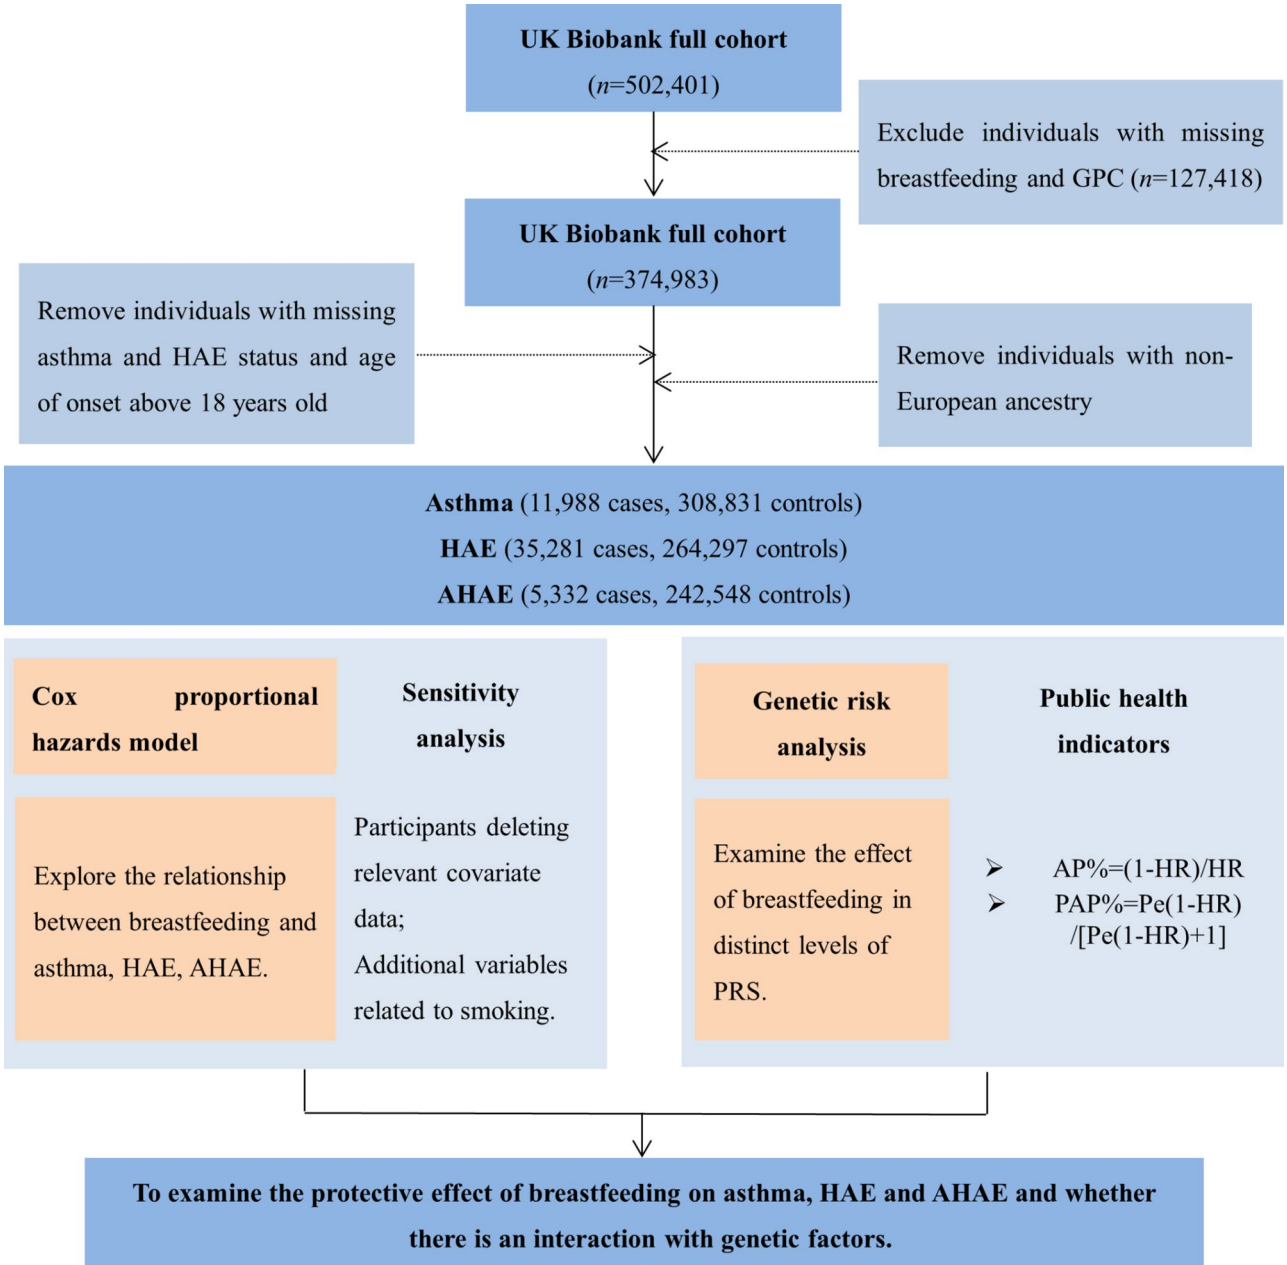 UK Biobank full cohort
(n=502,401)
Exclude individuals with missing
breastfeeding and GPC (n=127,418)
UK Biobank full cohort
(n=374,983)
Remove individuals with missing
asthma and HAE status and age
of onset above 18 years old
Remove individuals with non-
European ancestry
Asthma (11,988 cases, 308,831 controls)
HAE (35,281 cases, 264,297 controls)
AHAE (5,332 cases, 242,548 controls)
Cox proportional
hazards model
Sensitivity
analysis
Explore the relationship
between breastfeeding and
asthma, HAE, AHAE.
Participants deleting
relevant covariate
data;
Additional variables
related to smoking.
Genetic risk
analysis
Public health
indicators
Examine the effect
of breastfeeding in
distinct levels of
PRS.
➢ AP%=(1-HR)/HR
➢ PAP%=Pe(1-HR)
/[Pe(1-HR)+1]
To examine the protective effect of breastfeeding on asthma, HAE and AHAE and whether
there is an interaction with genetic factors.